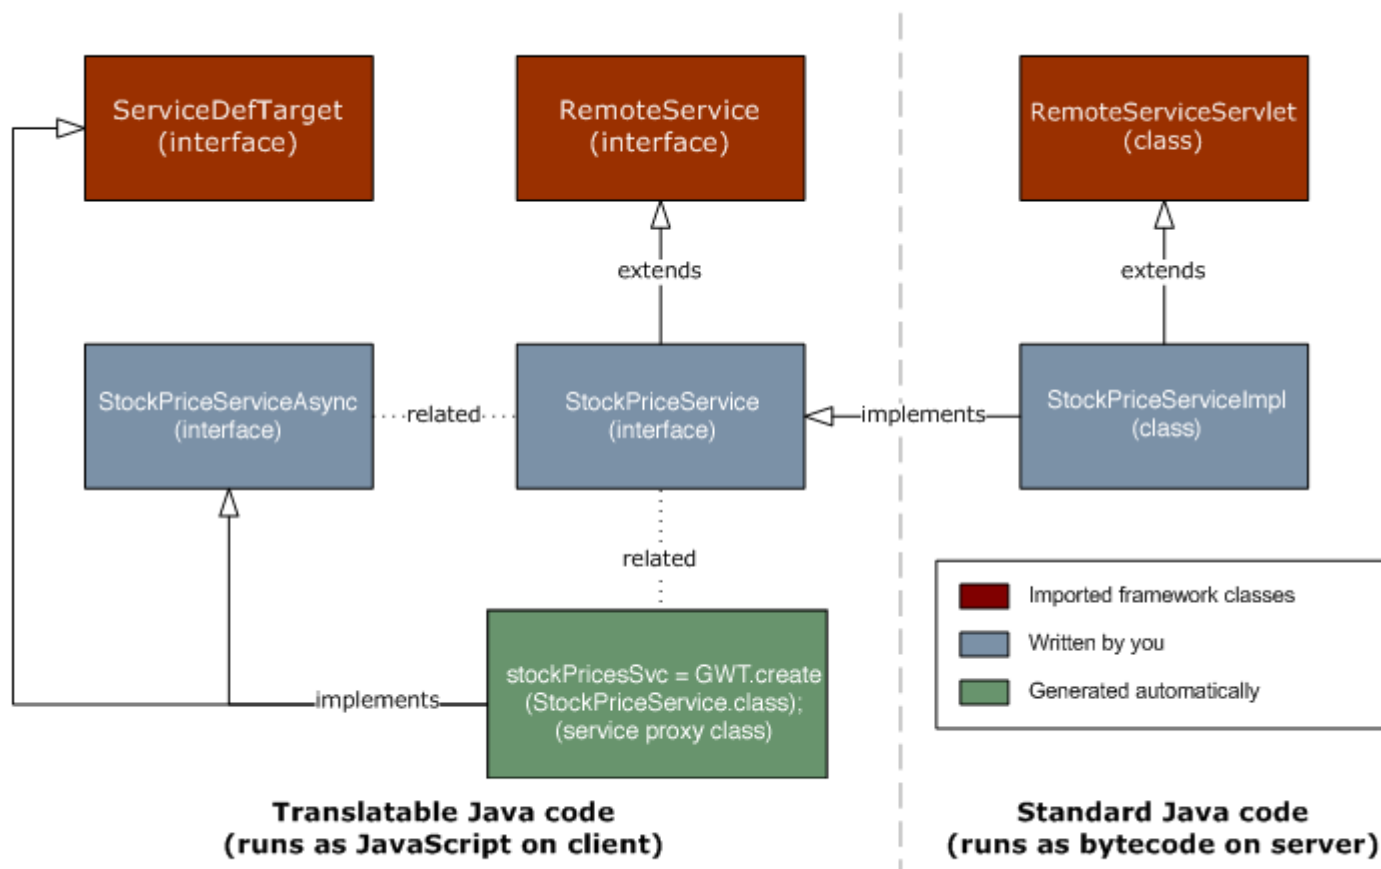 ServiceDefTarget
(interface)
RemoteService
(interface)
RemoteServiceServlet
(class)
extends
extends
StockPriceServiceAsync
(interface)
related
StockPriceService
(interface)
implements
StockPriceServiceImpl
(class)
related
implements
stockPricesSvc = GWT.create
(StockPriceService.class);
(service proxy class)
Imported framework classes
Written by you
Generated automatically
Translatable Java code
(runs as JavaScript on client)
Standard Java code
(runs as bytecode on server)